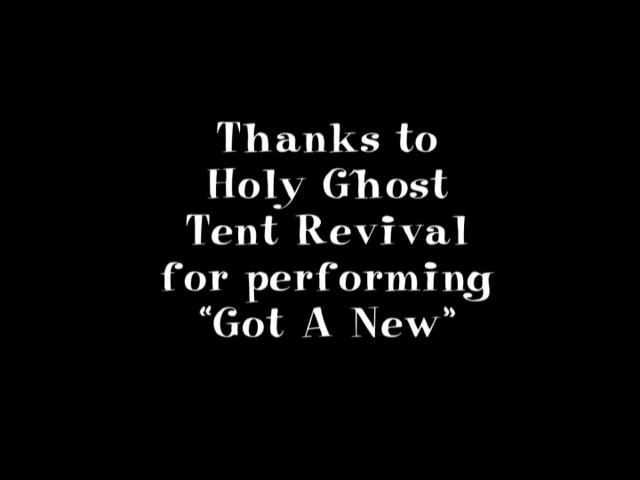 Thanks to
Holy Ghost
Tent Revival
for performing
“Got A New”